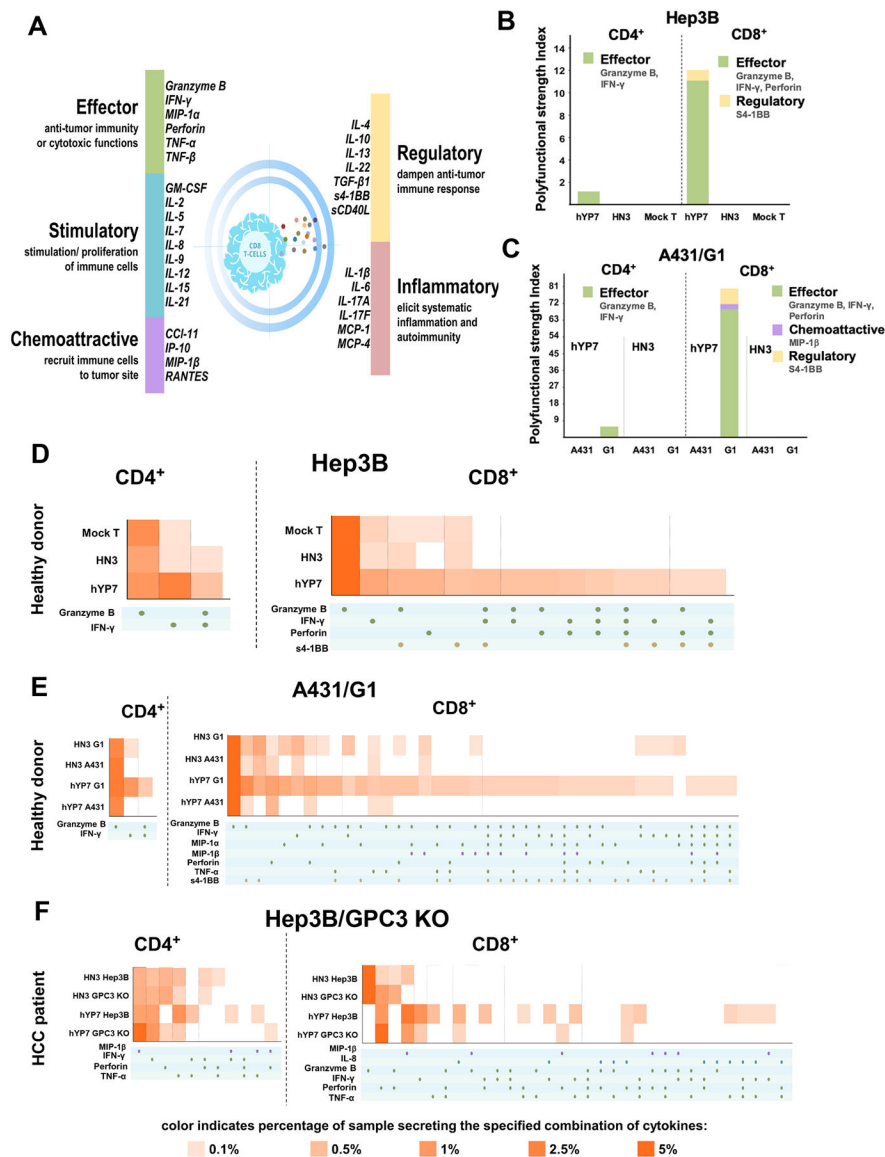 A
Effector
anti-tumor immunity
or cytotoxic functions
Granzyme B
IFN-γ
MIP-1α
Perforin
TNF-α
TNF-β
Stimulatory
stimulation/ proliferation
of immune cells
GM-CSF
IL-2
IL-5
IL-7
IL-8
IL-9
IL-12
IL-15
IL-21
Chemoattractive
recruit immune cells
to tumor site
CCl-11
IP-10
MIP-1β
RANTES
CD8
T-CELLS
IL-4
IL-10
IL-13
IL-22
TGF-β1
s4-1BB
sCD40L
Regulatory
dampen anti-tumor
immune response
IL-1β
IL-6
IL-17A
IL-17F
MCP-1
MCP-4
Inflammatory
elicit systematic
inflammation and
autoimmunity
B
Hep3B
CD4+
CD8+
Polyfunctional strength Index
14
12
10
8
6
4
2
Effector
Granzyme B,
IFN-γ
Effector
Granzyme B,
IFN-γ, Perforin
Regulatory
S4-1BB
hYP7 HN3 Mock T hYP7 HN3 Mock T
C
A431/G1
CD4+
CD8+
Polyfunctional strength Index
81
72
63
54
45
36
27
18
9
Effector
Granzyme B,
IFN-γ
Effector
Granzyme B, IFN-γ,
Perforin
Chemoattactive
MIP-1β
Regulatory
S4-1BB
hYP7 HN3 hYP7 HN3
A431 G1 A431 G1 A431 G1 A431 G1
D
Hep3B
CD4+
CD8+
Healthy donor
Mock T
HN3
hYP7
Granzyme B
IFN-γ
Mock T
HN3
hYP7
Granzyme B
IFN-γ
Perforin
s4-1BB
E
A431/G1
CD4+
CD8+
Healthy donor
HN3 G1
HN3 A431
hYP7 G1
hYP7 A431
Granzyme B
IFN-γ
HN3 G1
HN3 A431
hYP7 G1
hYP7 A431
Granzyme B
IFN-γ
MIP-1α
MIP-1β
Perforin
TNF-α
s4-1BB
F
Hep3B/GPC3 KO
CD4+
CD8+
HCC patient
HN3 Hep3B
HN3 GPC3 KO
hYP7 Hep3B
hYP7 GPC3 KO
MIP-1β
IFN-γ
Perforin
TNF-α
HN3 Hep3B
HN3 GPC3 KO
hYP7 Hep3B
hYP7 GPC3 KO
MIP-1β
IL-8
Granzyme B
IFN-γ
Perforin
TNF-α
color indicates percentage of sample secreting the specified combination of cytokines:
0.1% 0.5% 1% 2.5% 5%